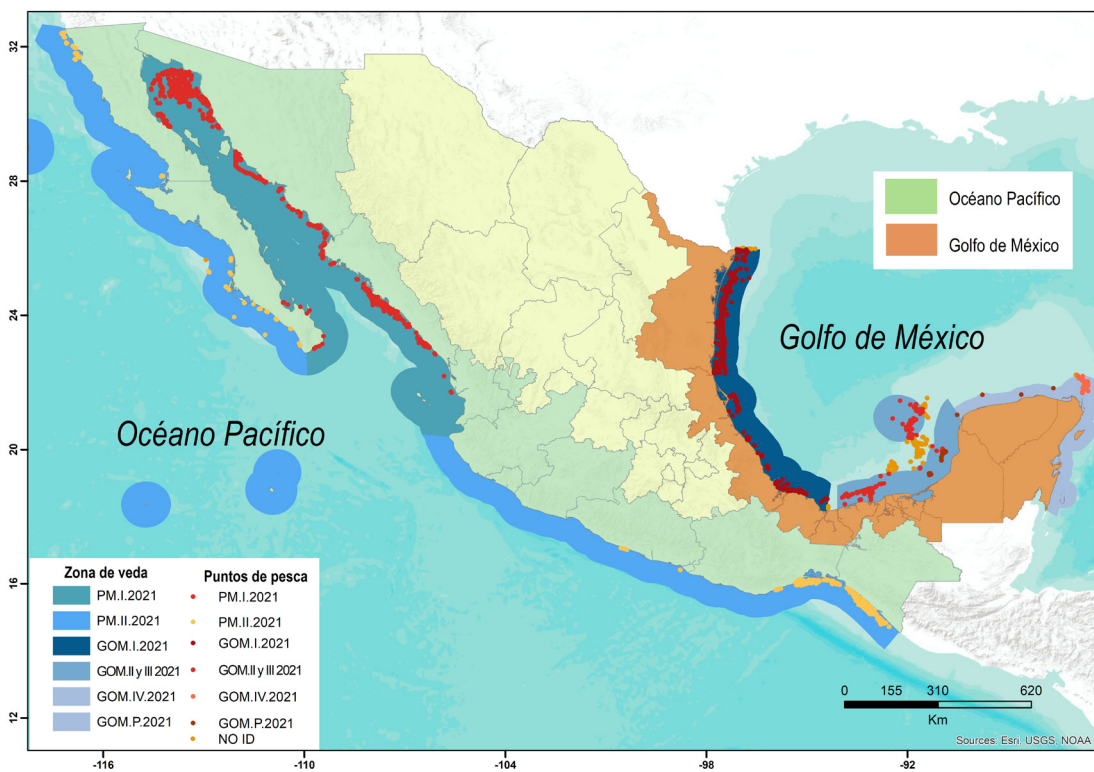 32
28
24
20
16
12
Océano Pacífico
Golfo de México
Golfo de México
Océano Pacífico
Zona de veda
PM.I.2021
PM.II.2021
GOM.I.2021
GOM.II y III 2021
GOM.IV.2021
GOM.P.2021
Puntos de pesca
PM.I.2021
PM.II.2021
GOM.I.2021
GOM.II y III 2021
GOM.IV.2021
GOM.P.2021
NO ID
0 155 310 620
Km
Sources: Esri, USGS, NOAA
-116 -110 -104 -98 -92